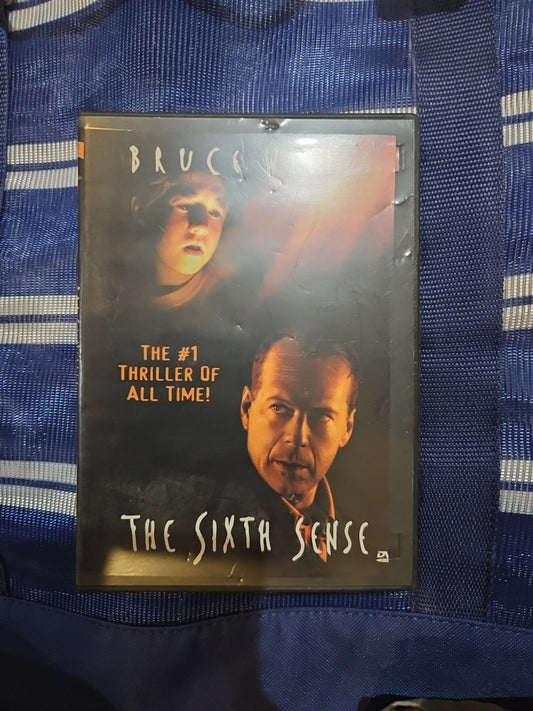 BRUCE
THE #1
THRILLER OF
ALL TIME!
THE SIXTH SENSE